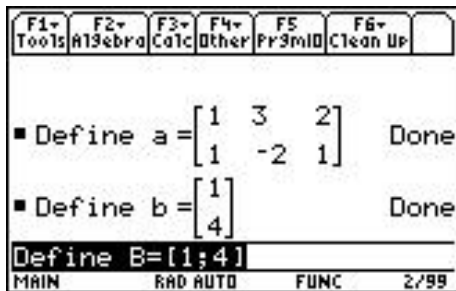 F1▾ F2▾ F3▾ F4▾ F5 F6▾
Tools Algebra Calc Other PrgmIO Clean Up
▪ Define a = [1 3 2
1 -2 1] Done
▪ Define b = [1
4] Done
Define B=[1;4]
MAIN RAD AUTO FUNC 2/99